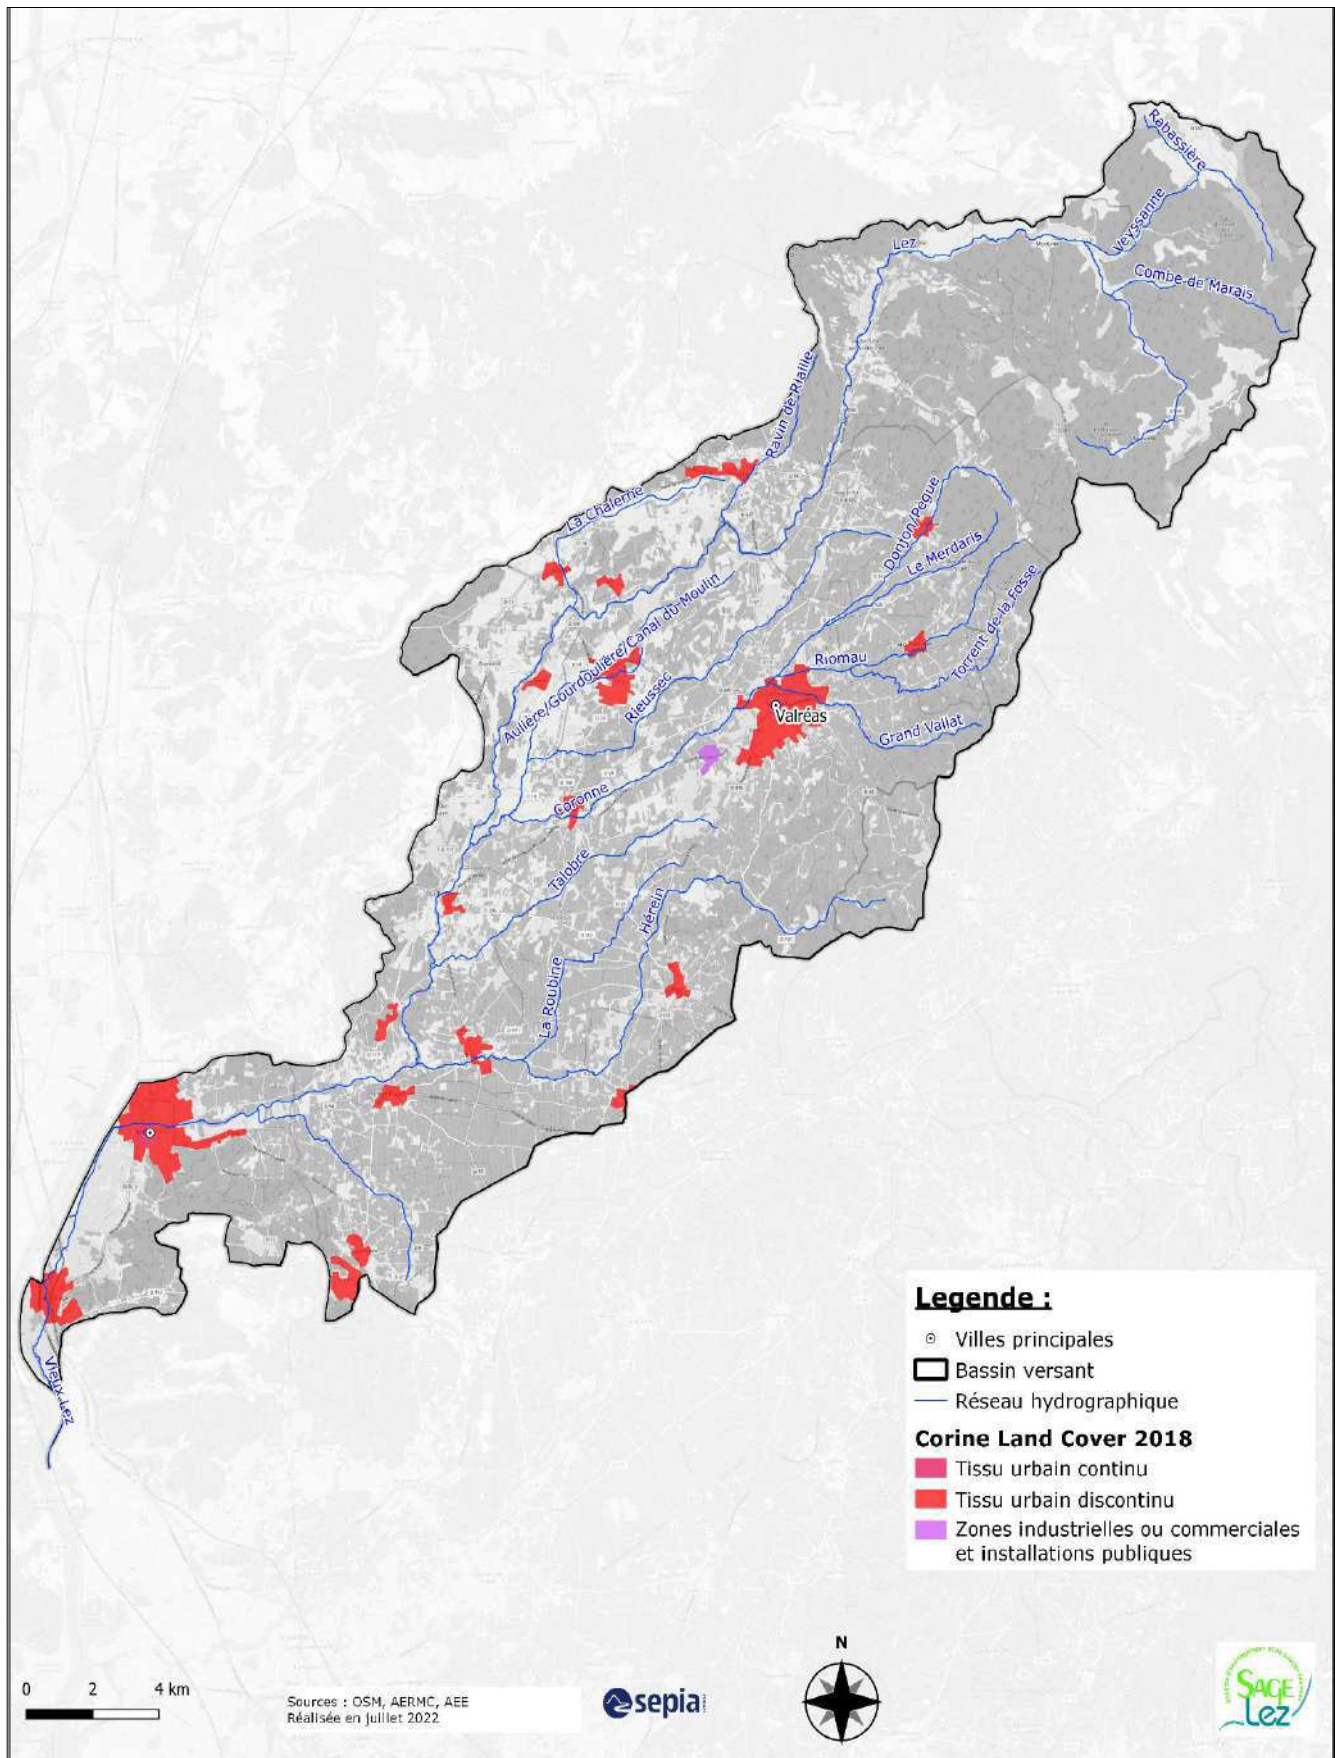 Rabassière
Veyssanne
Lez
Combe de Marais
Ravin de Riaille
La Chalerne
Donjon/Pègue
Le Merdaris
Aulière/Gourdoulière/Canal du Moulin
Torrent de la Fosse
Riomau
Rieussec
Valréas
Grand Vallat
Coronne
Talobre
Hérein
La Roubine
Vieux Lez
Legende :
Villes principales
Bassin versant
Réseau hydrographique
Corine Land Cover 2018
Tissu urbain continu
Tissu urbain discontinu
Zones industrielles ou commerciales
et installations publiques
N
0 2 4 km
Sources : OSM, AERMC, AEE
Réalisée en juillet 2022
sepia
SAGE
Lez